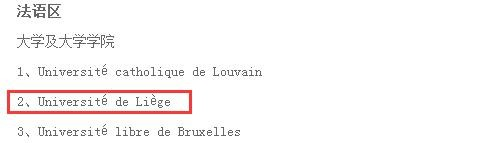 法语区
大学及大学学院
1、Université catholique de Louvain
2、Université de Liège
3、Université libre de Bruxelles